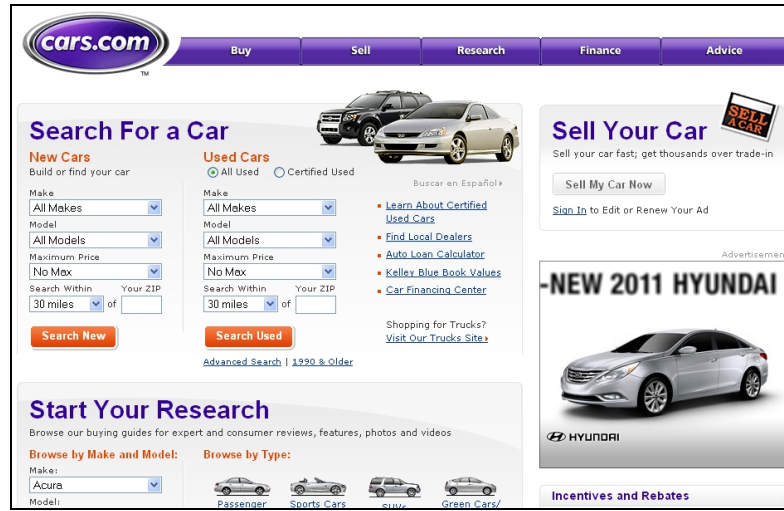 cars.com
TM
Buy Sell Research Finance Advice
Search For a Car
New Cars
Build or find your car
Make
All Makes
Model
All Models
Maximum Price
No Max
Search Within Your ZIP
30 miles of
Search New
Used Cars
All Used Certified Used
Make
All Makes
Model
All Models
Maximum Price
No Max
Search Within Your ZIP
30 miles of
Search Used
Advanced Search | 1990 & Older
Buscar en Español
Learn About Certified
Used Cars
Find Local Dealers
Auto Loan Calculator
Kelley Blue Book Values
Car Financing Center
Shopping for Trucks?
Visit Our Trucks Site
SELL
A CAR
Sell Your Car
Sell your car fast; get thousands over trade-in
Sell My Car Now
Sign In to Edit or Renew Your Ad
Advertisemen
-NEW 2011 HYUNDAI
HYUNDAI
Incentives and Rebates
Start Your Research
Browse our buying guides for expert and consumer reviews, features, photos and videos
Browse by Make and Model:
Make:
Acura
Model:
Browse by Type:
Passenger Sports Cars SUVs Green Cars/